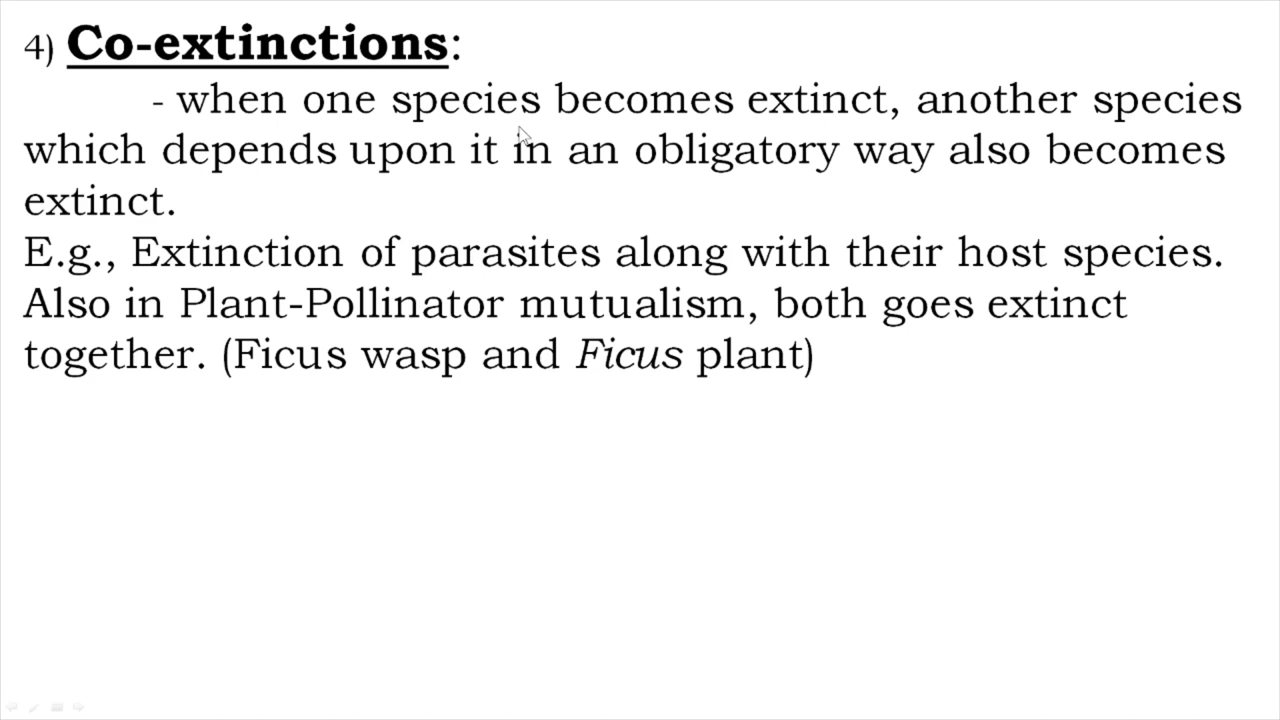 4) Co-extinctions:
- when one species becomes extinct, another species
which depends upon it in an obligatory way also becomes
extinct.
E.g., Extinction of parasites along with their host species.
Also in Plant-Pollinator mutualism, both goes extinct
together. (Ficus wasp and Ficus plant)